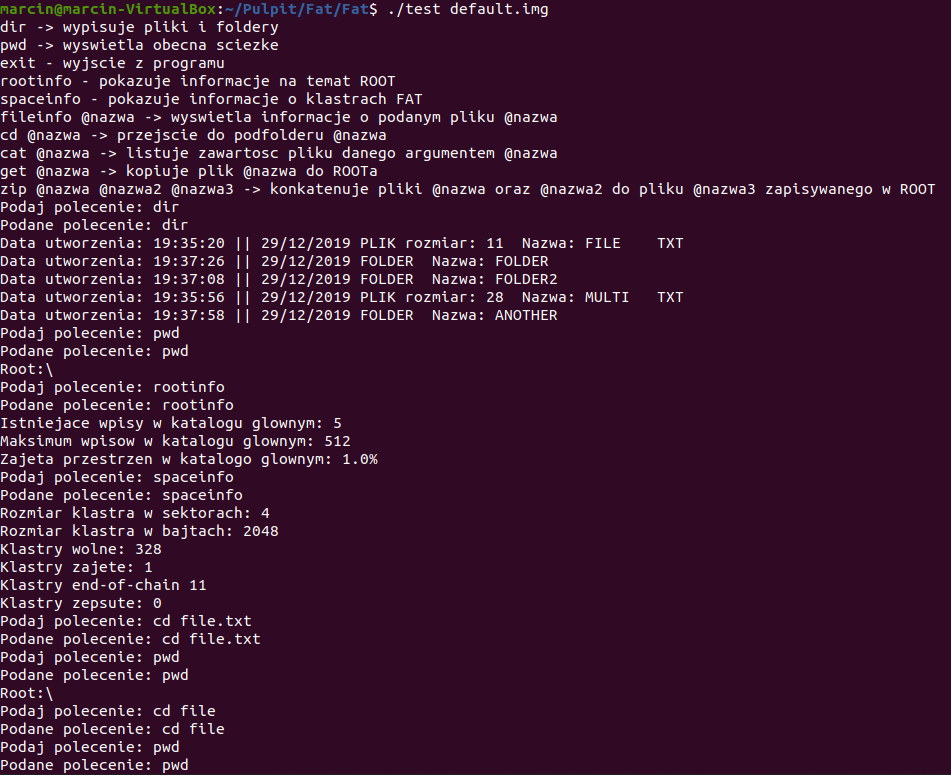 marcin@marcin-VirtualBox:~/Pulpit/Fat/Fat$ ./test default.img
dir -> wypisuje pliki i foldery
pwd -> wyswietla obecna sciezke
exit - wyjscie z programu
rootinfo - pokazuje informacje na temat ROOT
spaceinfo - pokazuje informacje o klastrach FAT
fileinfo @nazwa -> wyswietla informacje o podanym pliku @nazwa
cd @nazwa -> przejscie do podfolderu @nazwa
cat @nazwa -> listuje zawartosc pliku danego argumentem @nazwa
get @nazwa -> kopiuje plik @nazwa do ROOTa
zip @nazwa @nazwa2 @nazwa3 -> konkatenuje pliki @nazwa oraz @nazwa2 do pliku @nazwa3 zapisywanego w ROOT
Podaj polecenie: dir
Podane polecenie: dir
Data utworzenia: 19:35:20 || 29/12/2019 PLIK rozmiar: 11  Nazwa: FILE    TXT
Data utworzenia: 19:37:26 || 29/12/2019 FOLDER  Nazwa: FOLDER
Data utworzenia: 19:37:08 || 29/12/2019 FOLDER  Nazwa: FOLDER2
Data utworzenia: 19:35:56 || 29/12/2019 PLIK rozmiar: 28  Nazwa: MULTI   TXT
Data utworzenia: 19:37:58 || 29/12/2019 FOLDER  Nazwa: ANOTHER
Podaj polecenie: pwd
Podane polecenie: pwd
Root:\
Podaj polecenie: rootinfo
Podane polecenie: rootinfo
Istniejace wpisy w katalogu glownym: 5
Maksimum wpisow w katalogu glownym: 512
Zajeta przestrzen w katalogo glownym: 1.0%
Podaj polecenie: spaceinfo
Podane polecenie: spaceinfo
Rozmiar klastra w sektorach: 4
Rozmiar klastra w bajtach: 2048
Klastry wolne: 328
Klastry zajete: 1
Klastry end-of-chain 11
Klastry zepsute: 0
Podaj polecenie: cd file.txt
Podane polecenie: cd file.txt
Podaj polecenie: pwd
Podane polecenie: pwd
Root:\
Podaj polecenie: cd file
Podane polecenie: cd file
Podaj polecenie: pwd
Podane polecenie: pwd